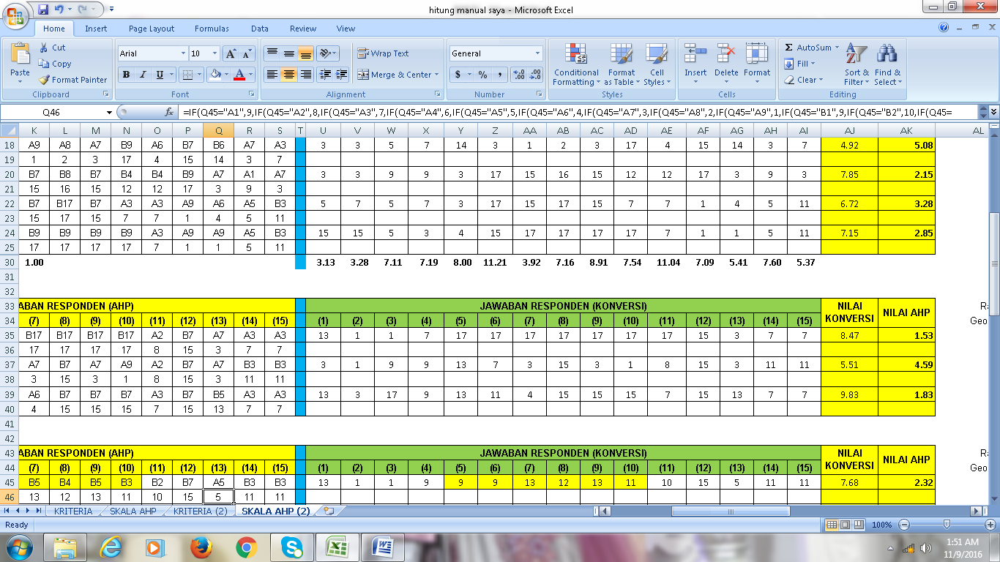 hitung manual saya - Microsoft Excel
Home Insert Page Layout Formulas Data Review View
Paste Cut Copy Format Painter Clipboard
Arial 10 B I U Font
Wrap Text Merge & Center Alignment
General $ % , Number
Conditional Formatting Format as Table Cell Styles Styles
Insert Delete Format Cells
Σ AutoSum Fill Clear Sort & Filter Find & Select Editing
Q46 fx =IF(Q45="A1",9,IF(Q45="A2",8,IF(Q45="A3",7,IF(Q45="A4",6,IF(Q45="A5",5,IF(Q45="A6",4,IF(Q45="A7",3,IF(Q45="A8",2,IF(Q45="A9",1,IF(Q45="B1",9,IF(Q45="B2",10,IF(Q45=
K L M N O P Q R S T U V W X Y Z AA AB AC AD AE AF AG AH AI AJ AK AL
18 A9 A8 A7 B9 A6 B7 B6 A7 A3 3 3 5 7 14 3 1 2 3 17 4 15 14 3 7 4.92 5.08
19 1 2 3 17 4 15 14 3 7
20 B7 B8 B7 B4 B4 B9 A7 A1 A7 3 3 9 9 3 17 15 16 15 12 12 17 3 9 3 7.85 2.15
21 15 16 15 12 12 17 3 9 3
22 B7 B17 B7 A3 A3 A9 A6 A5 B3 5 7 5 7 3 17 15 17 15 7 7 1 4 5 11 6.72 3.28
23 15 17 15 7 7 1 4 5 11
24 B9 B9 B9 B9 A3 A9 A9 A5 B3 15 15 5 3 4 15 17 17 17 17 7 1 1 5 11 7.15 2.85
25 17 17 17 17 7 1 1 5 11
30 1.00 3.13 3.28 7.11 7.19 8.00 11.21 3.92 7.16 8.91 7.54 11.04 7.09 5.41 7.60 5.37
31
32
33 ABAN RESPONDEN (AHP) JAWABAN RESPONDEN (KONVERSI) NILAI KONVERSI NILAI AHP
34 (7) (8) (9) (10) (11) (12) (13) (14) (15) (1) (2) (3) (4) (5) (6) (7) (8) (9) (10) (11) (12) (13) (14) (15) Geo
35 B17 B17 B17 B17 A2 B7 A7 A3 A3 13 1 1 7 17 17 17 17 17 17 17 15 3 7 7 8.47 1.53
36 17 17 17 17 8 15 3 7 7
37 A7 B7 A7 A9 A2 B7 A7 B3 B3 3 1 9 9 13 7 3 15 3 1 8 15 3 11 11 5.51 4.59
38 3 15 3 1 8 15 3 11 11
39 A6 B7 B7 B7 A3 B7 B5 A3 A3 13 3 17 9 13 11 4 15 15 15 7 15 13 7 7 9.83 1.83
40 4 15 15 15 7 15 13 7 7
41
42
43 ABAN RESPONDEN (AHP) JAWABAN RESPONDEN (KONVERSI) NILAI KONVERSI NILAI AHP
44 (7) (8) (9) (10) (11) (12) (13) (14) (15) (1) (2) (3) (4) (5) (6) (7) (8) (9) (10) (11) (12) (13) (14) (15) Geo
45 B5 B4 B5 B3 B2 B7 A5 B3 B3 13 1 1 9 9 9 13 12 13 11 10 15 5 11 11 7.68 2.32
46 13 12 13 11 10 15 5 11 11
KRITERIA SKALA AHP KRITERIA (2) SKALA AHP (2)
Ready 100%
1:51 AM
11/9/2016